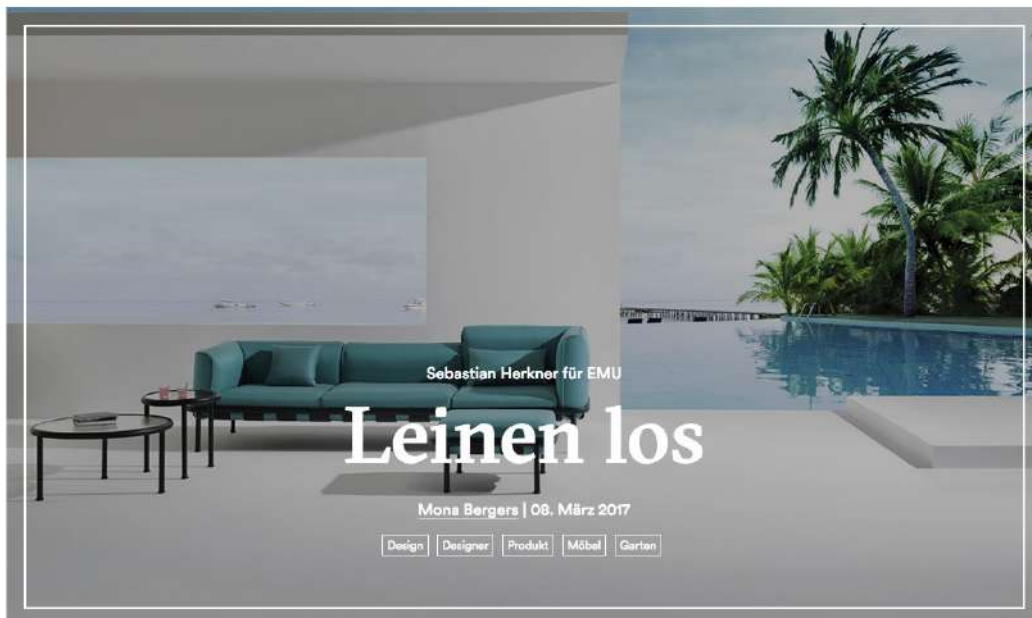 Sebastian Herkner für EMU
Leinen los
Mona Bergers | 08. März 2017
Design Designer Produkt Möbel Garten